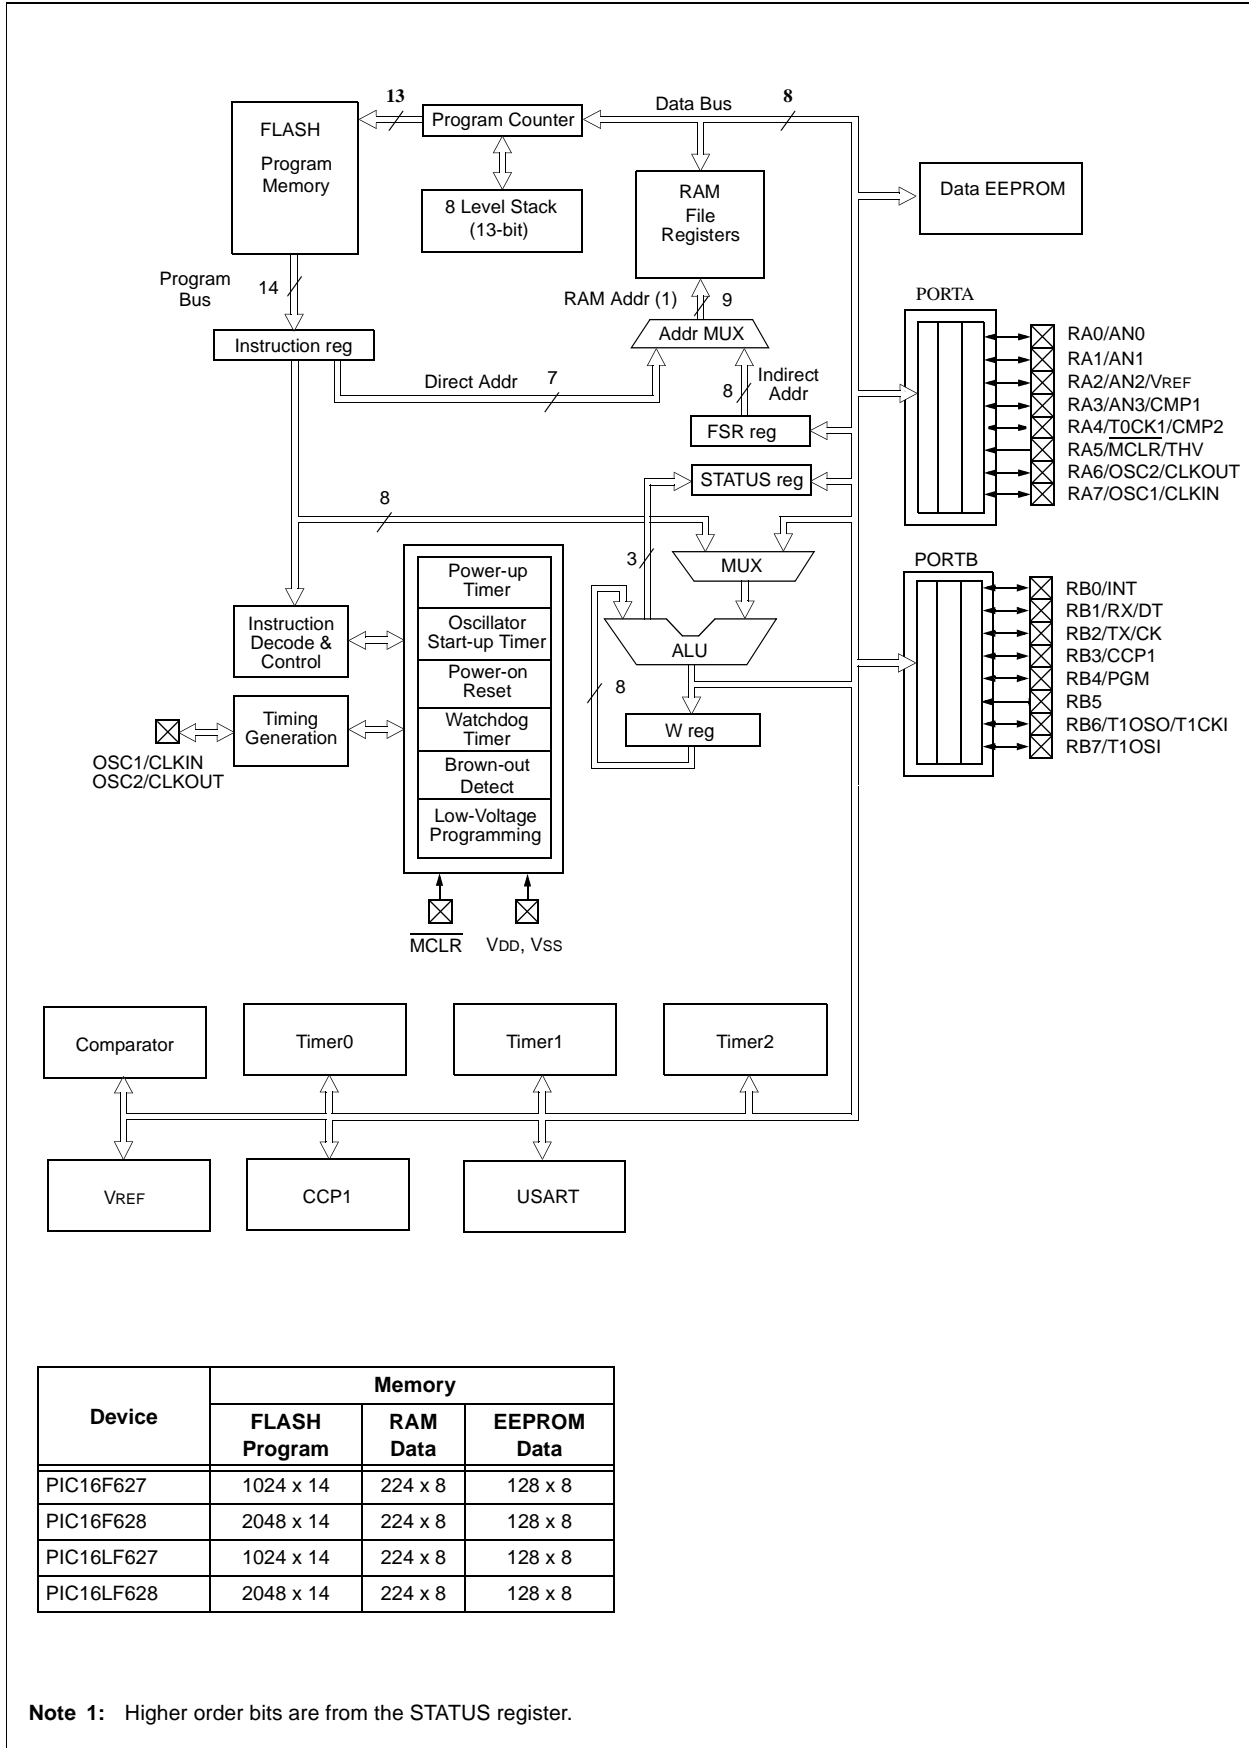 13
Data Bus
8
FLASH
Program
Memory
Program Counter
8 Level Stack
(13-bit)
RAM
File
Registers
Data EEPROM
Program
Bus
14
RAM Addr (1)
9
Addr MUX
Instruction reg
Direct Addr
7
8
Indirect
Addr
FSR reg
STATUS reg
8
3
MUX
ALU
8
W reg
PORTA
RA0/AN0
RA1/AN1
RA2/AN2/VREF
RA3/AN3/CMP1
RA4/T0CK1/CMP2
RA5/MCLR/THV
RA6/OSC2/CLKOUT
RA7/OSC1/CLKIN
PORTB
RB0/INT
RB1/RX/DT
RB2/TX/CK
RB3/CCP1
RB4/PGM
RB5
RB6/T1OSO/T1CKI
RB7/T1OSI
Power-up
Timer
Oscillator
Start-up Timer
Power-on
Reset
Watchdog
Timer
Brown-out
Detect
Low-Voltage
Programming
Instruction
Decode &
Control
Timing
Generation
OSC1/CLKIN
OSC2/CLKOUT
MCLR
VDD, VSS
Comparator
Timer0
Timer1
Timer2
VREF
CCP1
USART
Device
Memory
FLASH
Program
RAM
Data
EEPROM
Data
PIC16F627 1024 x 14 224 x 8 128 x 8
PIC16F628 2048 x 14 224 x 8 128 x 8
PIC16LF627 1024 x 14 224 x 8 128 x 8
PIC16LF628 2048 x 14 224 x 8 128 x 8
Note 1: Higher order bits are from the STATUS register.